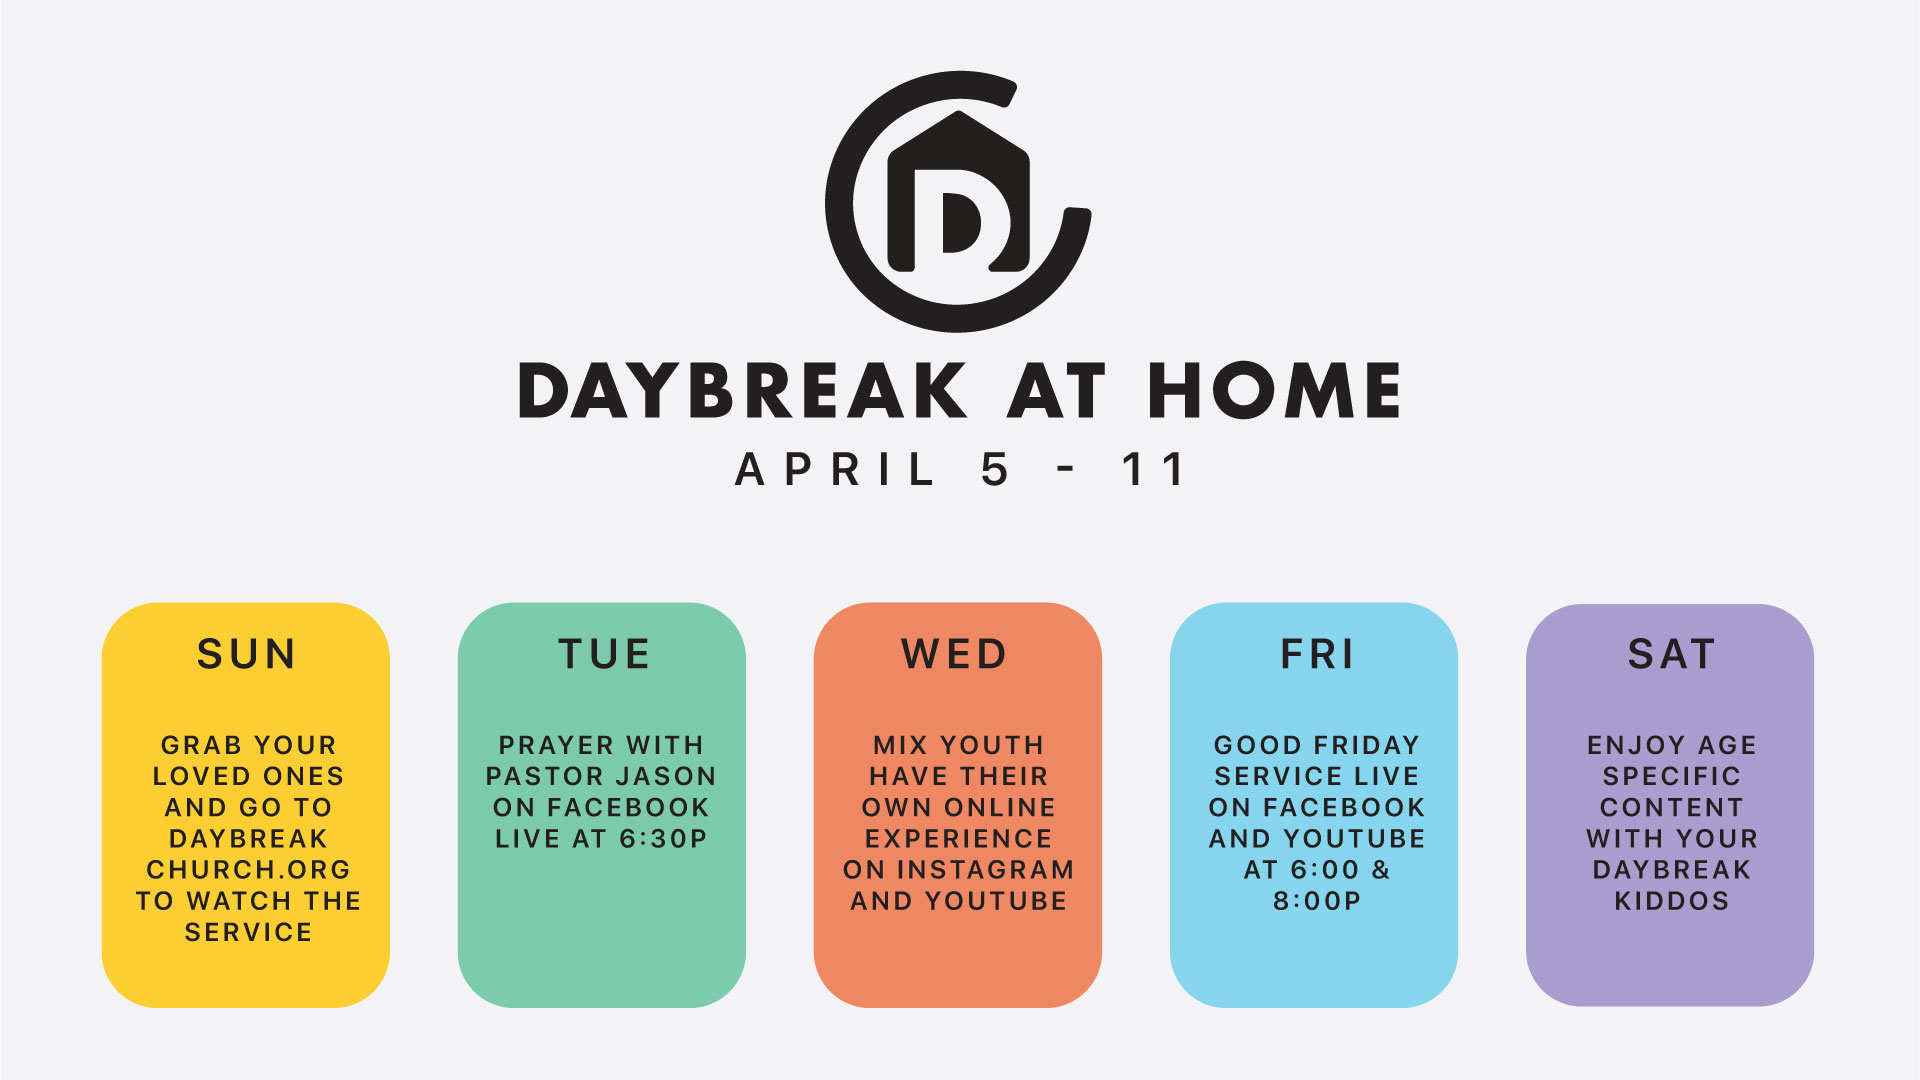 D
DAYBREAK AT HOME
APRIL 5 - 11
SUN
GRAB YOUR
LOVED ONES
AND GO TO
DAYBREAK
CHURCH.ORG
TO WATCH THE
SERVICE
TUE
PRAYER WITH
PASTOR JASON
ON FACEBOOK
LIVE AT 6:30P
WED
MIX YOUTH
HAVE THEIR
OWN ONLINE
EXPERIENCE
ON INSTAGRAM
AND YOUTUBE
FRI
GOOD FRIDAY
SERVICE LIVE
ON FACEBOOK
AND YOUTUBE
AT 6:00 &
8:00P
SAT
ENJOY AGE
SPECIFIC
CONTENT
WITH YOUR
DAYBREAK
KIDDOS